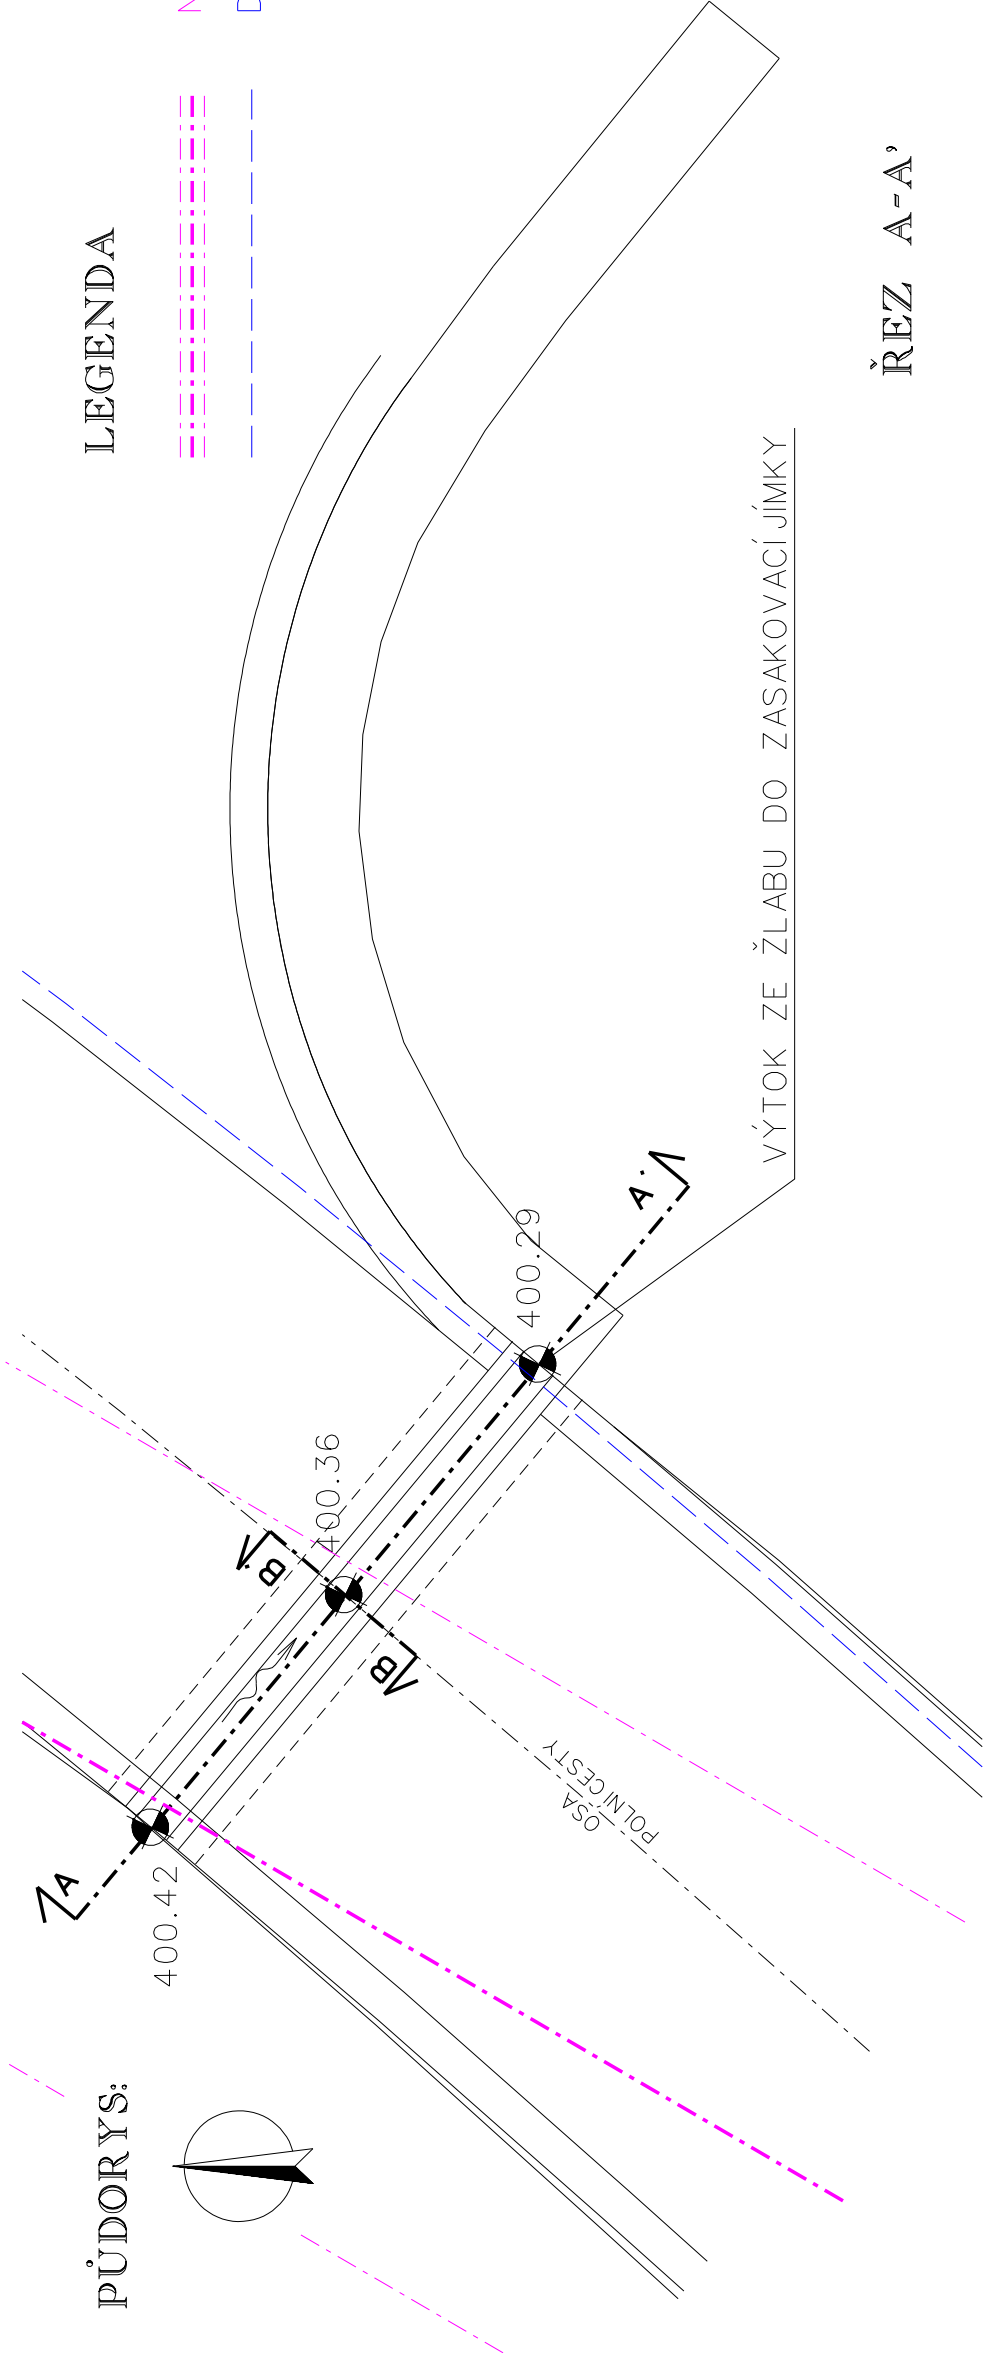 PŮDORYS:
LEGENDA
A
400.42
B
B'
400.36
400.29
A'
OSA
POLNÍ CESTY
VÝTOK ZE ŽLABU DO ZASAKOVACÍ JÍMKY
ŘEZ A-A'